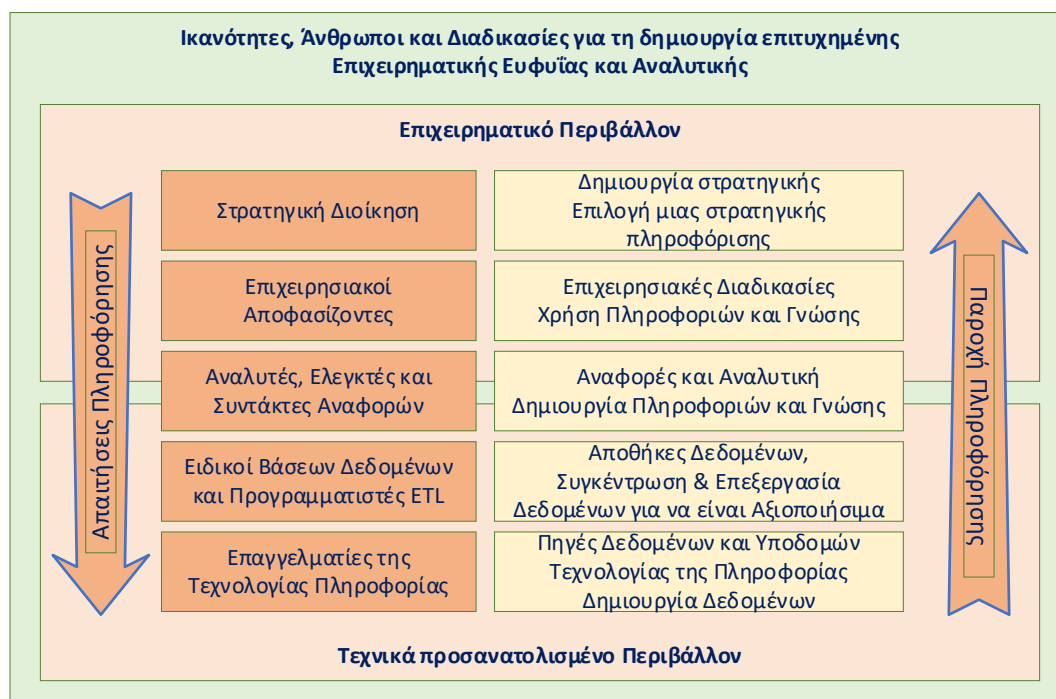 Ικανότητες, Άνθρωποι και Διαδικασίες για τη δημιουργία επιτυχημένης
Επιχειρηματικής Ευφυΐας και Αναλυτικής
Επιχειρηματικό Περιβάλλον
Απαιτήσεις Πληροφόρησης
Στρατηγική Διοίκηση
Δημιουργία στρατηγικής
Επιλογή μιας στρατηγικής
πληροφόρισης
Επιχειρησιακοί
Αποφασίζοντες
Επιχειρησιακές Διαδικασίες
Χρήση Πληροφοριών και Γνώσης
Αναλυτές, Ελεγκτές και
Συντάκτες Αναφορών
Αναφορές και Αναλυτική
Δημιουργία Πληροφοριών και Γνώσης
Ειδικοί Βάσεων Δεδομένων
και Προγραμματιστές ETL
Αποθήκες Δεδομένων,
Συγκέντρωση & Επεξεργασία
Δεδομένων για να είναι Αξιοποιήσιμα
Επαγγελματίες της
Τεχνολογίας Πληροφορίας
Πηγές Δεδομένων και Υποδομών
Τεχνολογίας της Πληροφορίας
Δημιουργία Δεδομένων
Παροχή Πληροφόρησης
Τεχνικά προσανατολισμένο Περιβάλλον